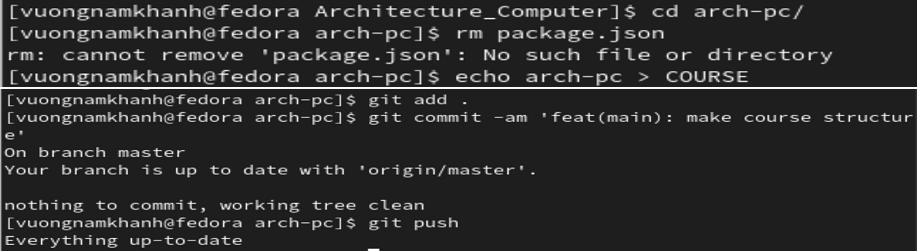 [vuongnamkhanh@fedora Architecture_Computer]$ cd arch-pc/
[vuongnamkhanh@fedora arch-pc]$ rm package.json
rm: cannot remove 'package.json': No such file or directory
[vuongnamkhanh@fedora arch-pc]$ echo arch-pc > COURSE
[vuongnamkhanh@fedora arch-pc]$ git add .
[vuongnamkhanh@fedora arch-pc]$ git commit -am 'feat(main): make course structur
e'
On branch master
Your branch is up to date with 'origin/master'.
nothing to commit, working tree clean
[vuongnamkhanh@fedora arch-pc]$ git push
Everything up-to-date